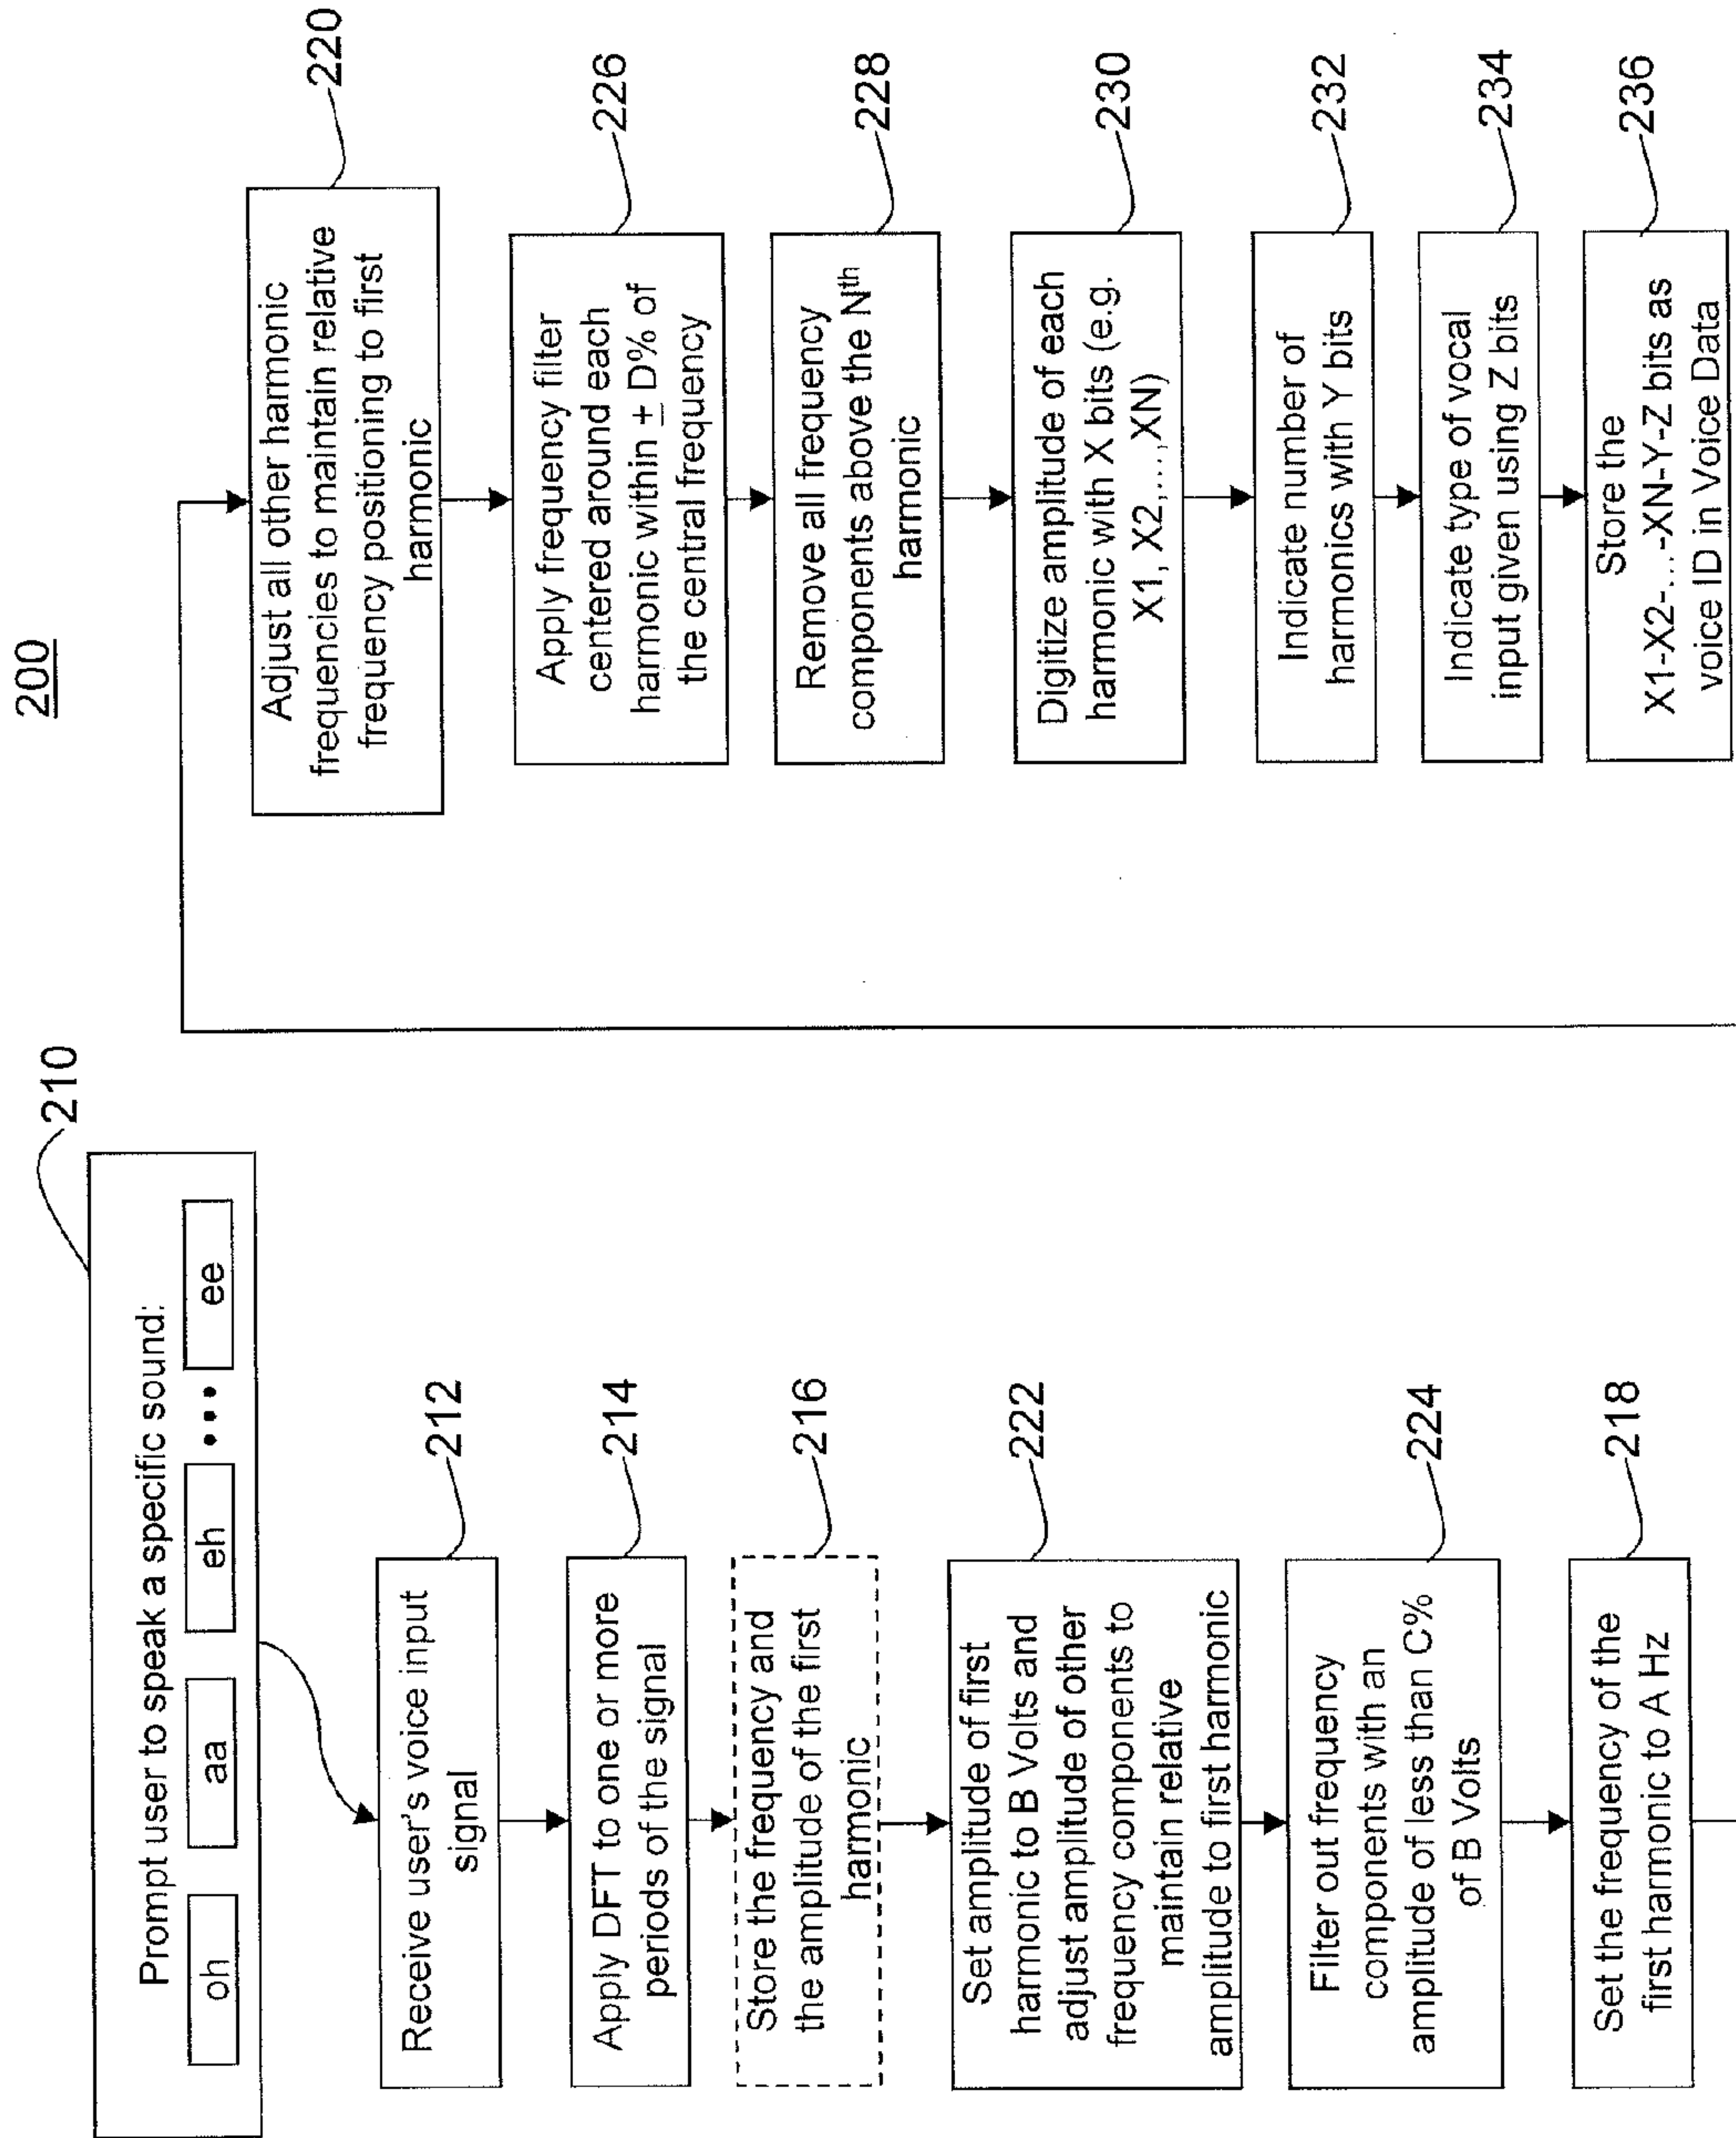 200
Prompt user to speak a specific sound:
oh
aa
eh
•••
ee
210
Receive user's voice input
signal
212
Apply DFT to one or more
periods of the signal
214
Store the frequency and
the amplitude of the first
harmonic
216
Set amplitude of first
harmonic to B Volts and
adjust amplitude of other
frequency components to
maintain relative
amplitude to first harmonic
222
Filter out frequency
components with an
amplitude of less than C%
of B Volts
224
Set the frequency of the
first harmonic to A Hz
218
Adjust all other harmonic
frequencies to maintain relative
frequency positioning to first
harmonic
220
Apply frequency filter
centered around each
harmonic within ± D% of
the central frequency
226
Remove all frequency
components above the Nth
harmonic
228
Digitize amplitude of each
harmonic with X bits (e.g.
X1, X2,...,XN)
230
Indicate number of
harmonics with Y bits
232
Indicate type of vocal
input given using Z bits
234
Store the
X1-X2-...-XN-Y-Z bits as
voice ID in Voice Data
236